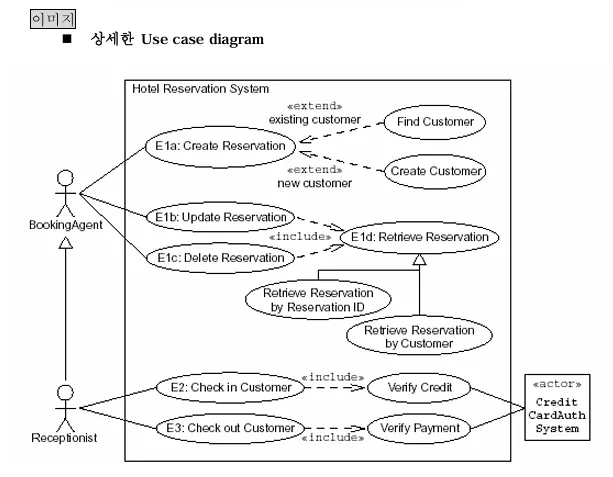 이미지
■ 상세한 Use case diagram
Hotel Reservation System
«extend»
existing customer
Find Customer
E1a: Create Reservation
«extend»
new customer
Create Customer
BookingAgent
E1b: Update Reservation
«include»
E1d: Retrieve Reservation
E1c: Delete Reservation
Retrieve Reservation
by Reservation ID
Retrieve Reservation
by Customer
E2: Check in Customer
«include»
Verify Credit
«actor»
Credit
CardAuth
System
Receptionist
E3: Check out Customer
«include»
Verify Payment